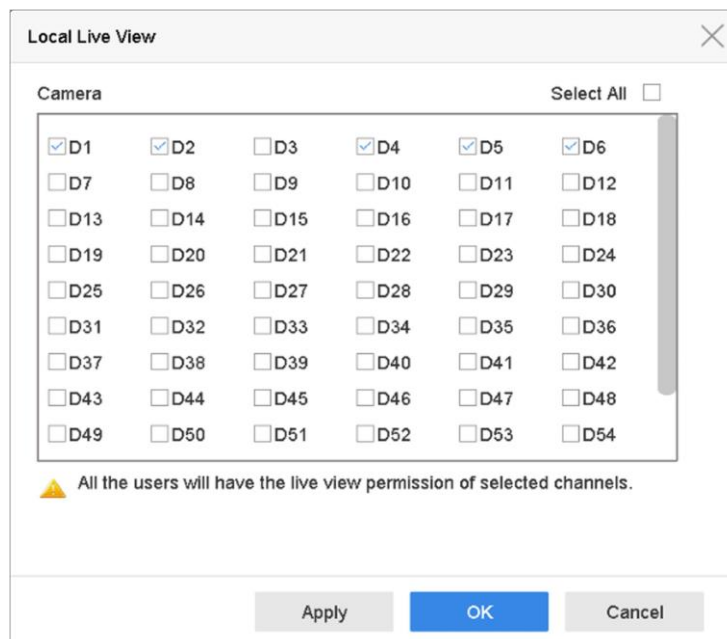 Local Live View
Camera Select All
D1 D2 D3 D4 D5 D6
D7 D8 D9 D10 D11 D12
D13 D14 D15 D16 D17 D18
D19 D20 D21 D22 D23 D24
D25 D26 D27 D28 D29 D30
D31 D32 D33 D34 D35 D36
D37 D38 D39 D40 D41 D42
D43 D44 D45 D46 D47 D48
D49 D50 D51 D52 D53 D54
All the users will have the live view permission of selected channels.
Apply OK Cancel